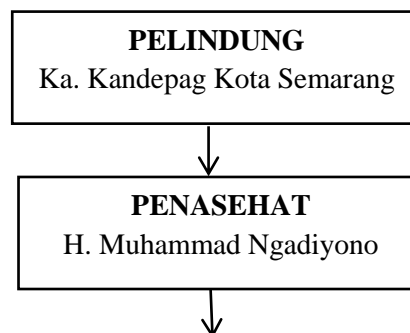 PELINDUNG
Ka. Kandepag Kota Semarang
PENASEHAT
H. Muhammad Ngadiyono